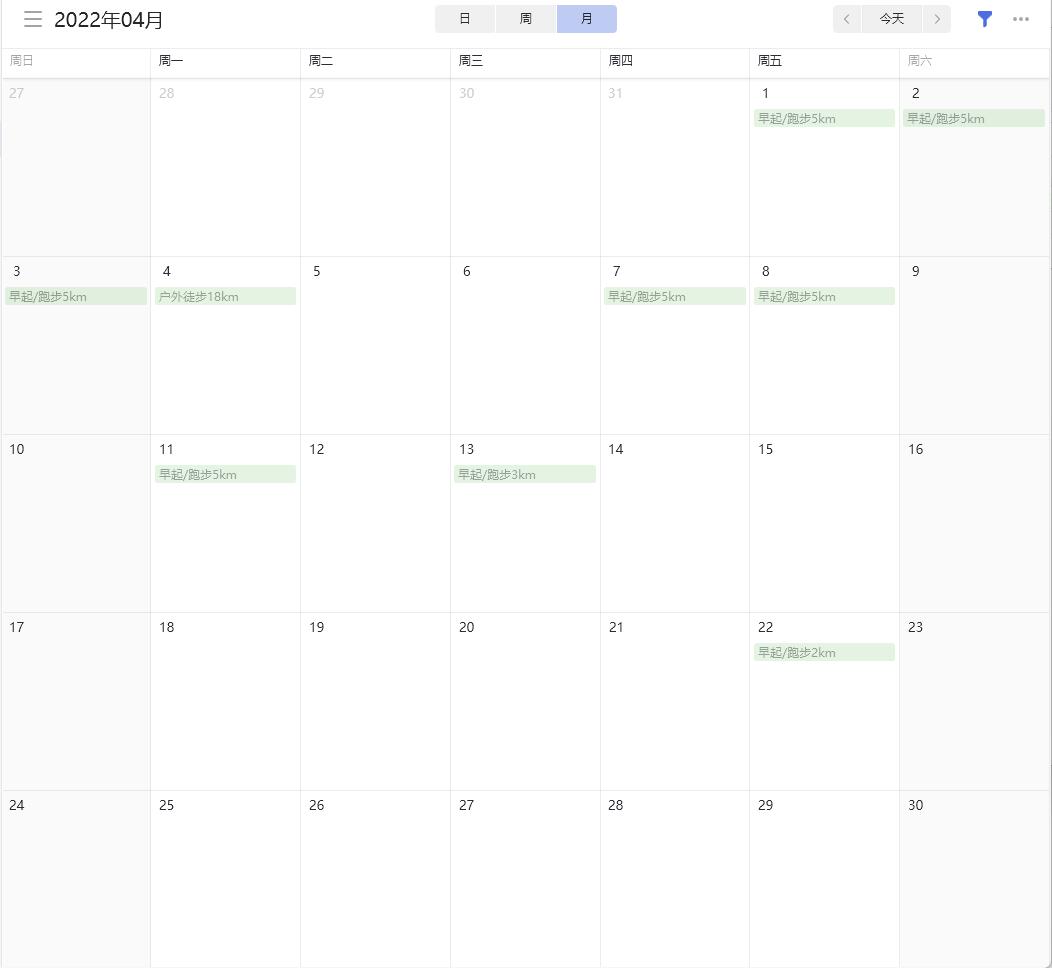 2022年04月
日 周 月
今天
周日 周一 周二 周三 周四 周五 周六
27 28 29 30 31 1 2
早起/跑步5km 早起/跑步5km
3 4 5 6 7 8 9
早起/跑步5km 户外徒步18km 早起/跑步5km 早起/跑步5km
10 11 12 13 14 15 16
早起/跑步5km 早起/跑步3km
17 18 19 20 21 22 23
早起/跑步2km
24 25 26 27 28 29 30